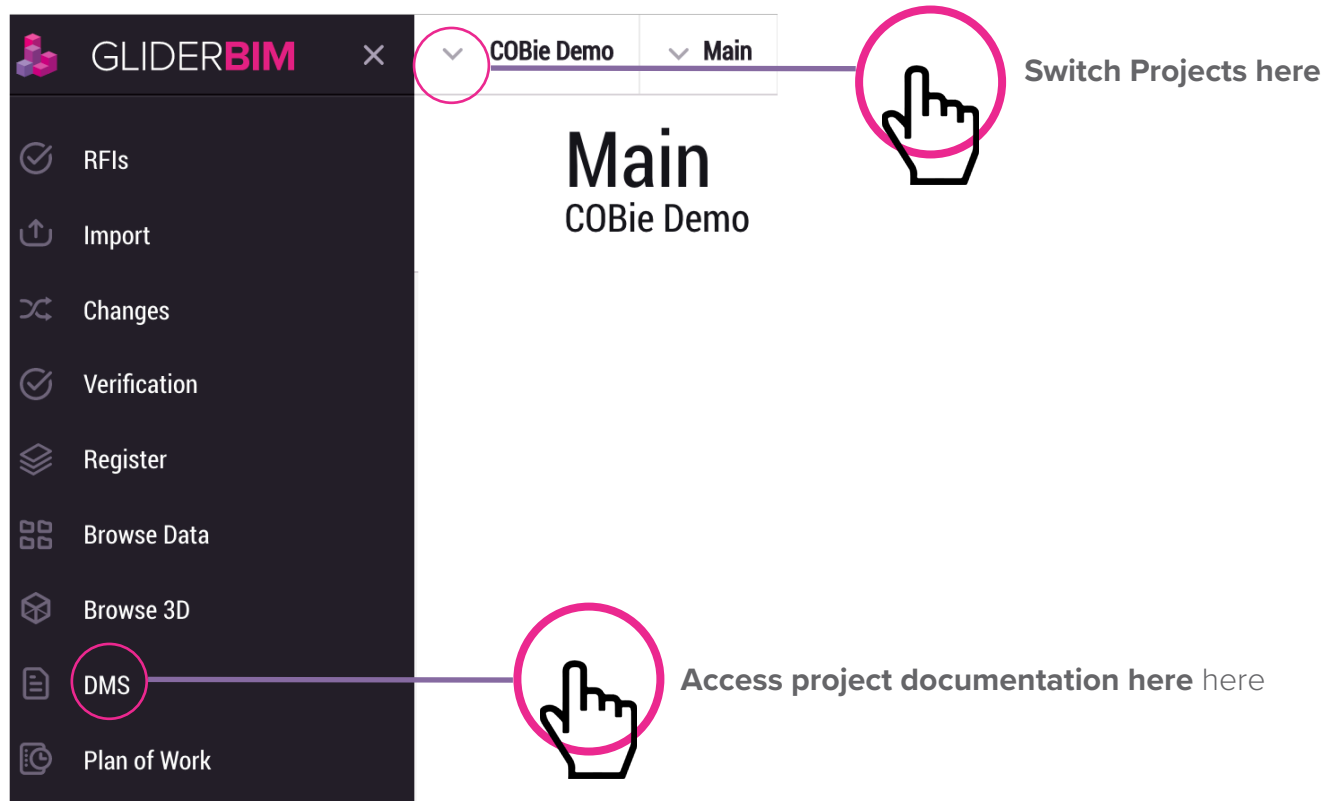 GLIDERBIM
COBie Demo
Main
Switch Projects here
Main
COBie Demo
RFIs
Import
Changes
Verification
Register
Browse Data
Browse 3D
DMS
Access project documentation here here
Plan of Work